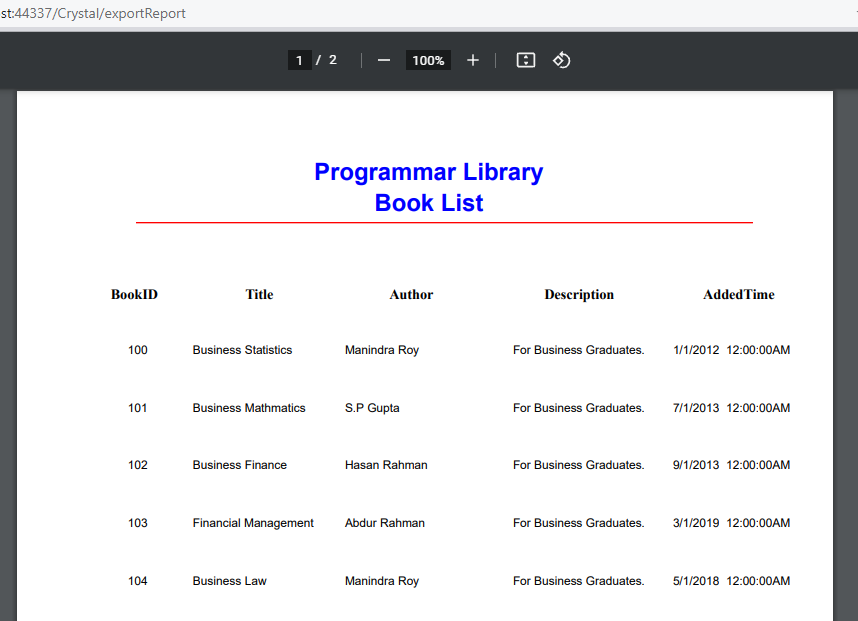 st:44337/Crystal/exportReport
1 / 2 100%
Programmar Library
Book List
BookID Title Author Description AddedTime
100 Business Statistics Manindra Roy For Business Graduates. 1/1/2012 12:00:00AM
101 Business Mathmatics S.P Gupta For Business Graduates. 7/1/2013 12:00:00AM
102 Business Finance Hasan Rahman For Business Graduates. 9/1/2013 12:00:00AM
103 Financial Management Abdur Rahman For Business Graduates. 3/1/2019 12:00:00AM
104 Business Law Manindra Roy For Business Graduates. 5/1/2018 12:00:00AM